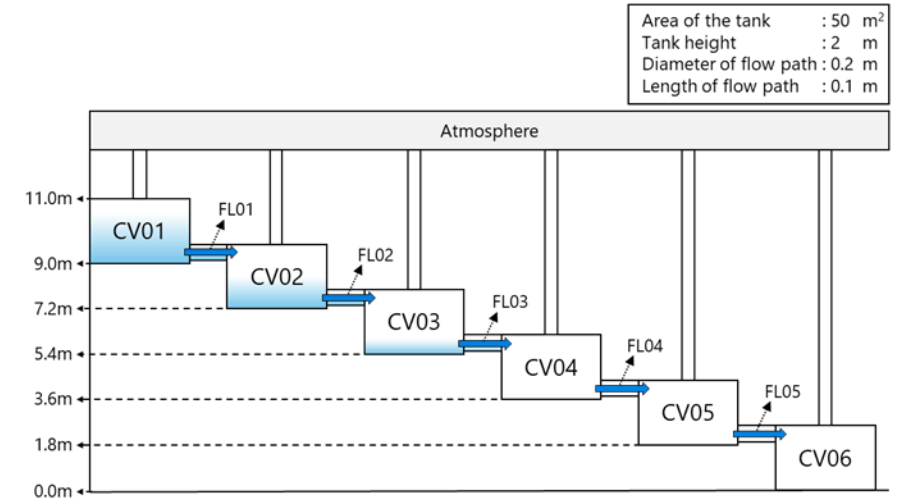 Area of the tank : 50 m²
Tank height : 2 m
Diameter of flow path : 0.2 m
Length of flow path : 0.1 m
Atmosphere
11.0m
CV01
FL01
9.0m
CV02
FL02
7.2m
CV03
FL03
5.4m
CV04
FL04
3.6m
CV05
FL05
1.8m
CV06
0.0m